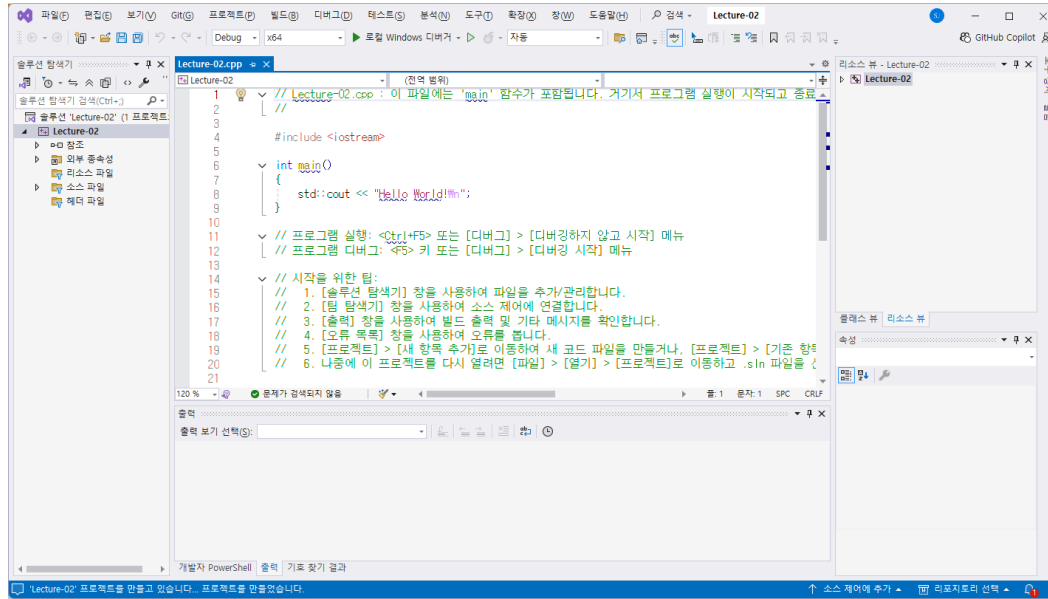 파일(F) 편집(E) 보기(V) Git(G) 프로젝트(P) 빌드(B) 디버그(D) 테스트(S) 분석(N) 도구(T) 확장(X) 창(W) 도움말(H) 검색 Lecture-02 SJ
Debug x64 로컬 Windows 디버거 자동 GitHub Copilot
솔루션 탐색기
솔루션 탐색기 검색(Ctrl+;)
솔루션 'Lecture-02' (1 프로젝트
Lecture-02
참조
외부 종속성
리소스 파일
소스 파일
헤더 파일
Lecture-02.cpp
Lecture-02 (전역 범위)
1 // Lecture-02.cpp : 이 파일에는 'main' 함수가 포함됩니다. 거기서 프로그램 실행이 시작되고 종료
2 //
3
4 #include <iostream>
5
6 int main()
7 {
8 std::cout << "Hello World!₩n";
9 }
10
11 // 프로그램 실행: <Ctrl+F5> 또는 [디버그] > [디버깅하지 않고 시작] 메뉴
12 // 프로그램 디버그: <F5> 키 또는 [디버그] > [디버깅 시작] 메뉴
13
14 // 시작을 위한 팁:
15 // 1. [솔루션 탐색기] 창을 사용하여 파일을 추가/관리합니다.
16 // 2. [팀 탐색기] 창을 사용하여 소스 제어에 연결합니다.
17 // 3. [출력] 창을 사용하여 빌드 출력 및 기타 메시지를 확인합니다.
18 // 4. [오류 목록] 창을 사용하여 오류를 봅니다.
19 // 5. [프로젝트] > [새 항목 추가]로 이동하여 새 코드 파일을 만들거나, [프로젝트] > [기존 항목
20 // 6. 나중에 이 프로젝트를 다시 열려면 [파일] > [열기] > [프로젝트]로 이동하고 .sln 파일을
21
120 % 문제가 검색되지 않음 줄: 1 문자: 1 SPC CRLF
출력
출력 보기 선택(S):
개발자 PowerShell 출력 기호 찾기 결과
리소스 뷰 - Lecture-02
Lecture-02
클래스 뷰 리소스 뷰
속성
'Lecture-02' 프로젝트를 만들고 있습니다... 프로젝트를 만들었습니다. 소스 제어에 추가 리포지토리 선택 1